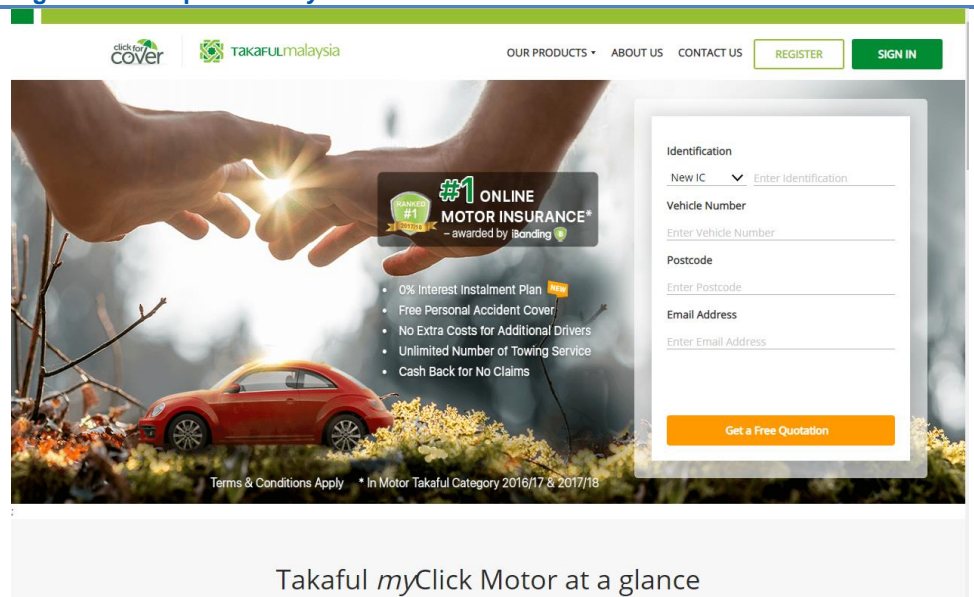 click for
cover
TAKAFULmalaysia
OUR PRODUCTS
ABOUT US
CONTACT US
REGISTER
SIGN IN
RANKED
#1
2017/18
#1 ONLINE
MOTOR INSURANCE*
– awarded by iBanding
• 0% Interest Instalment Plan NEW
• Free Personal Accident Cover
• No Extra Costs for Additional Drivers
• Unlimited Number of Towing Service
• Cash Back for No Claims
Terms & Conditions Apply * In Motor Takaful Category 2016/17 & 2017/18
Identification
New IC Enter Identification
Vehicle Number
Enter Vehicle Number
Postcode
Enter Postcode
Email Address
Enter Email Address
Get a Free Quotation
Takaful myClick Motor at a glance